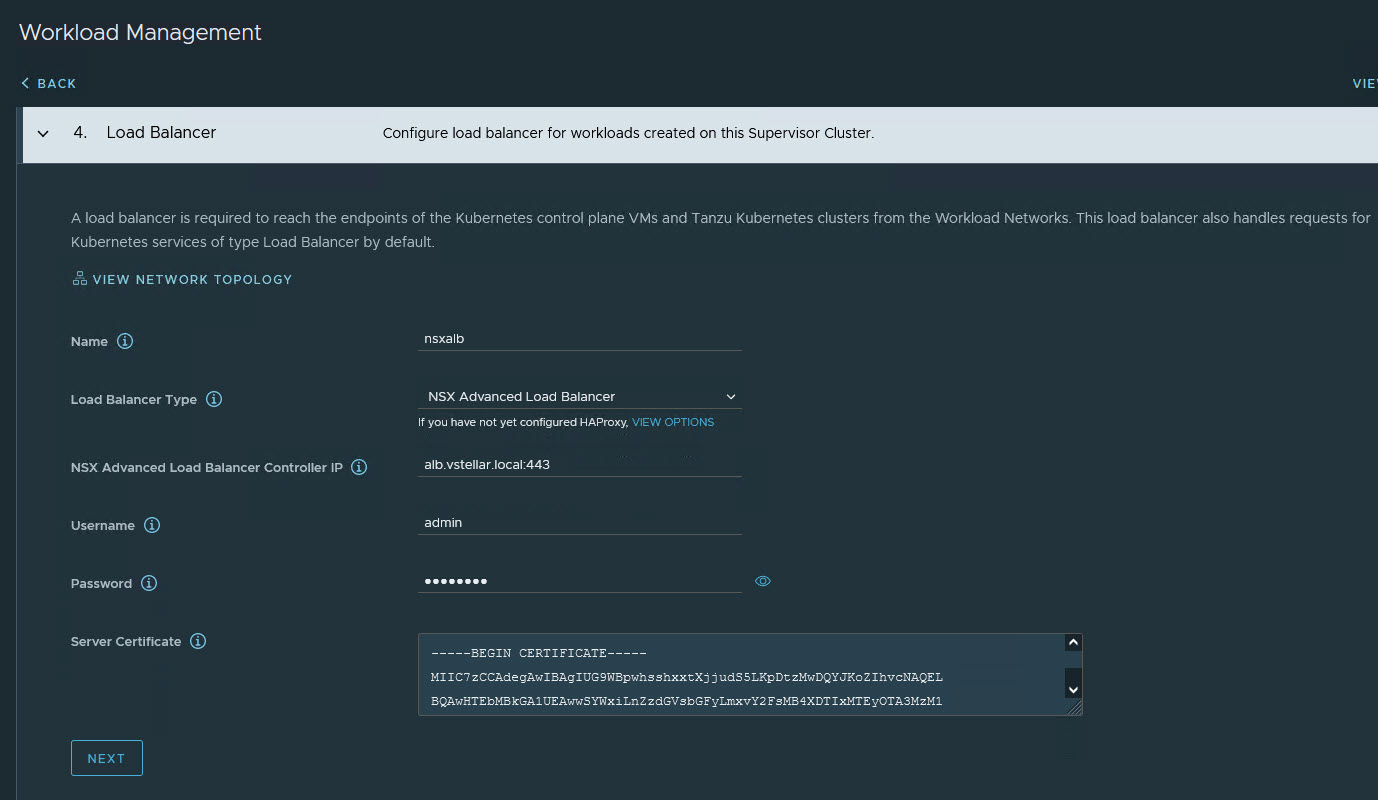 Workload Management
BACK
VIE
4. Load Balancer Configure load balancer for workloads created on this Supervisor Cluster.
A load balancer is required to reach the endpoints of the Kubernetes control plane VMs and Tanzu Kubernetes clusters from the Workload Networks. This load balancer also handles requests for
Kubernetes services of type Load Balancer by default.
VIEW NETWORK TOPOLOGY
Name nsxalb
Load Balancer Type NSX Advanced Load Balancer
If you have not yet configured HAProxy, VIEW OPTIONS
NSX Advanced Load Balancer Controller IP alb.vstellar.local:443
Username admin
Password ••••••••
Server Certificate
-----BEGIN CERTIFICATE-----
MIIC7zCCAdegAwIBAgIUG9WBpwhsshxxtXjjudS5LKpDtzMwDQYJKoZIhvcNAQEL
BQAwHTEbMBkGA1UEAwwSYWxiLnZzdGVsbGFyLmxvY2FsMB4XDTIxMTEyOTA3MzM1
NEXT